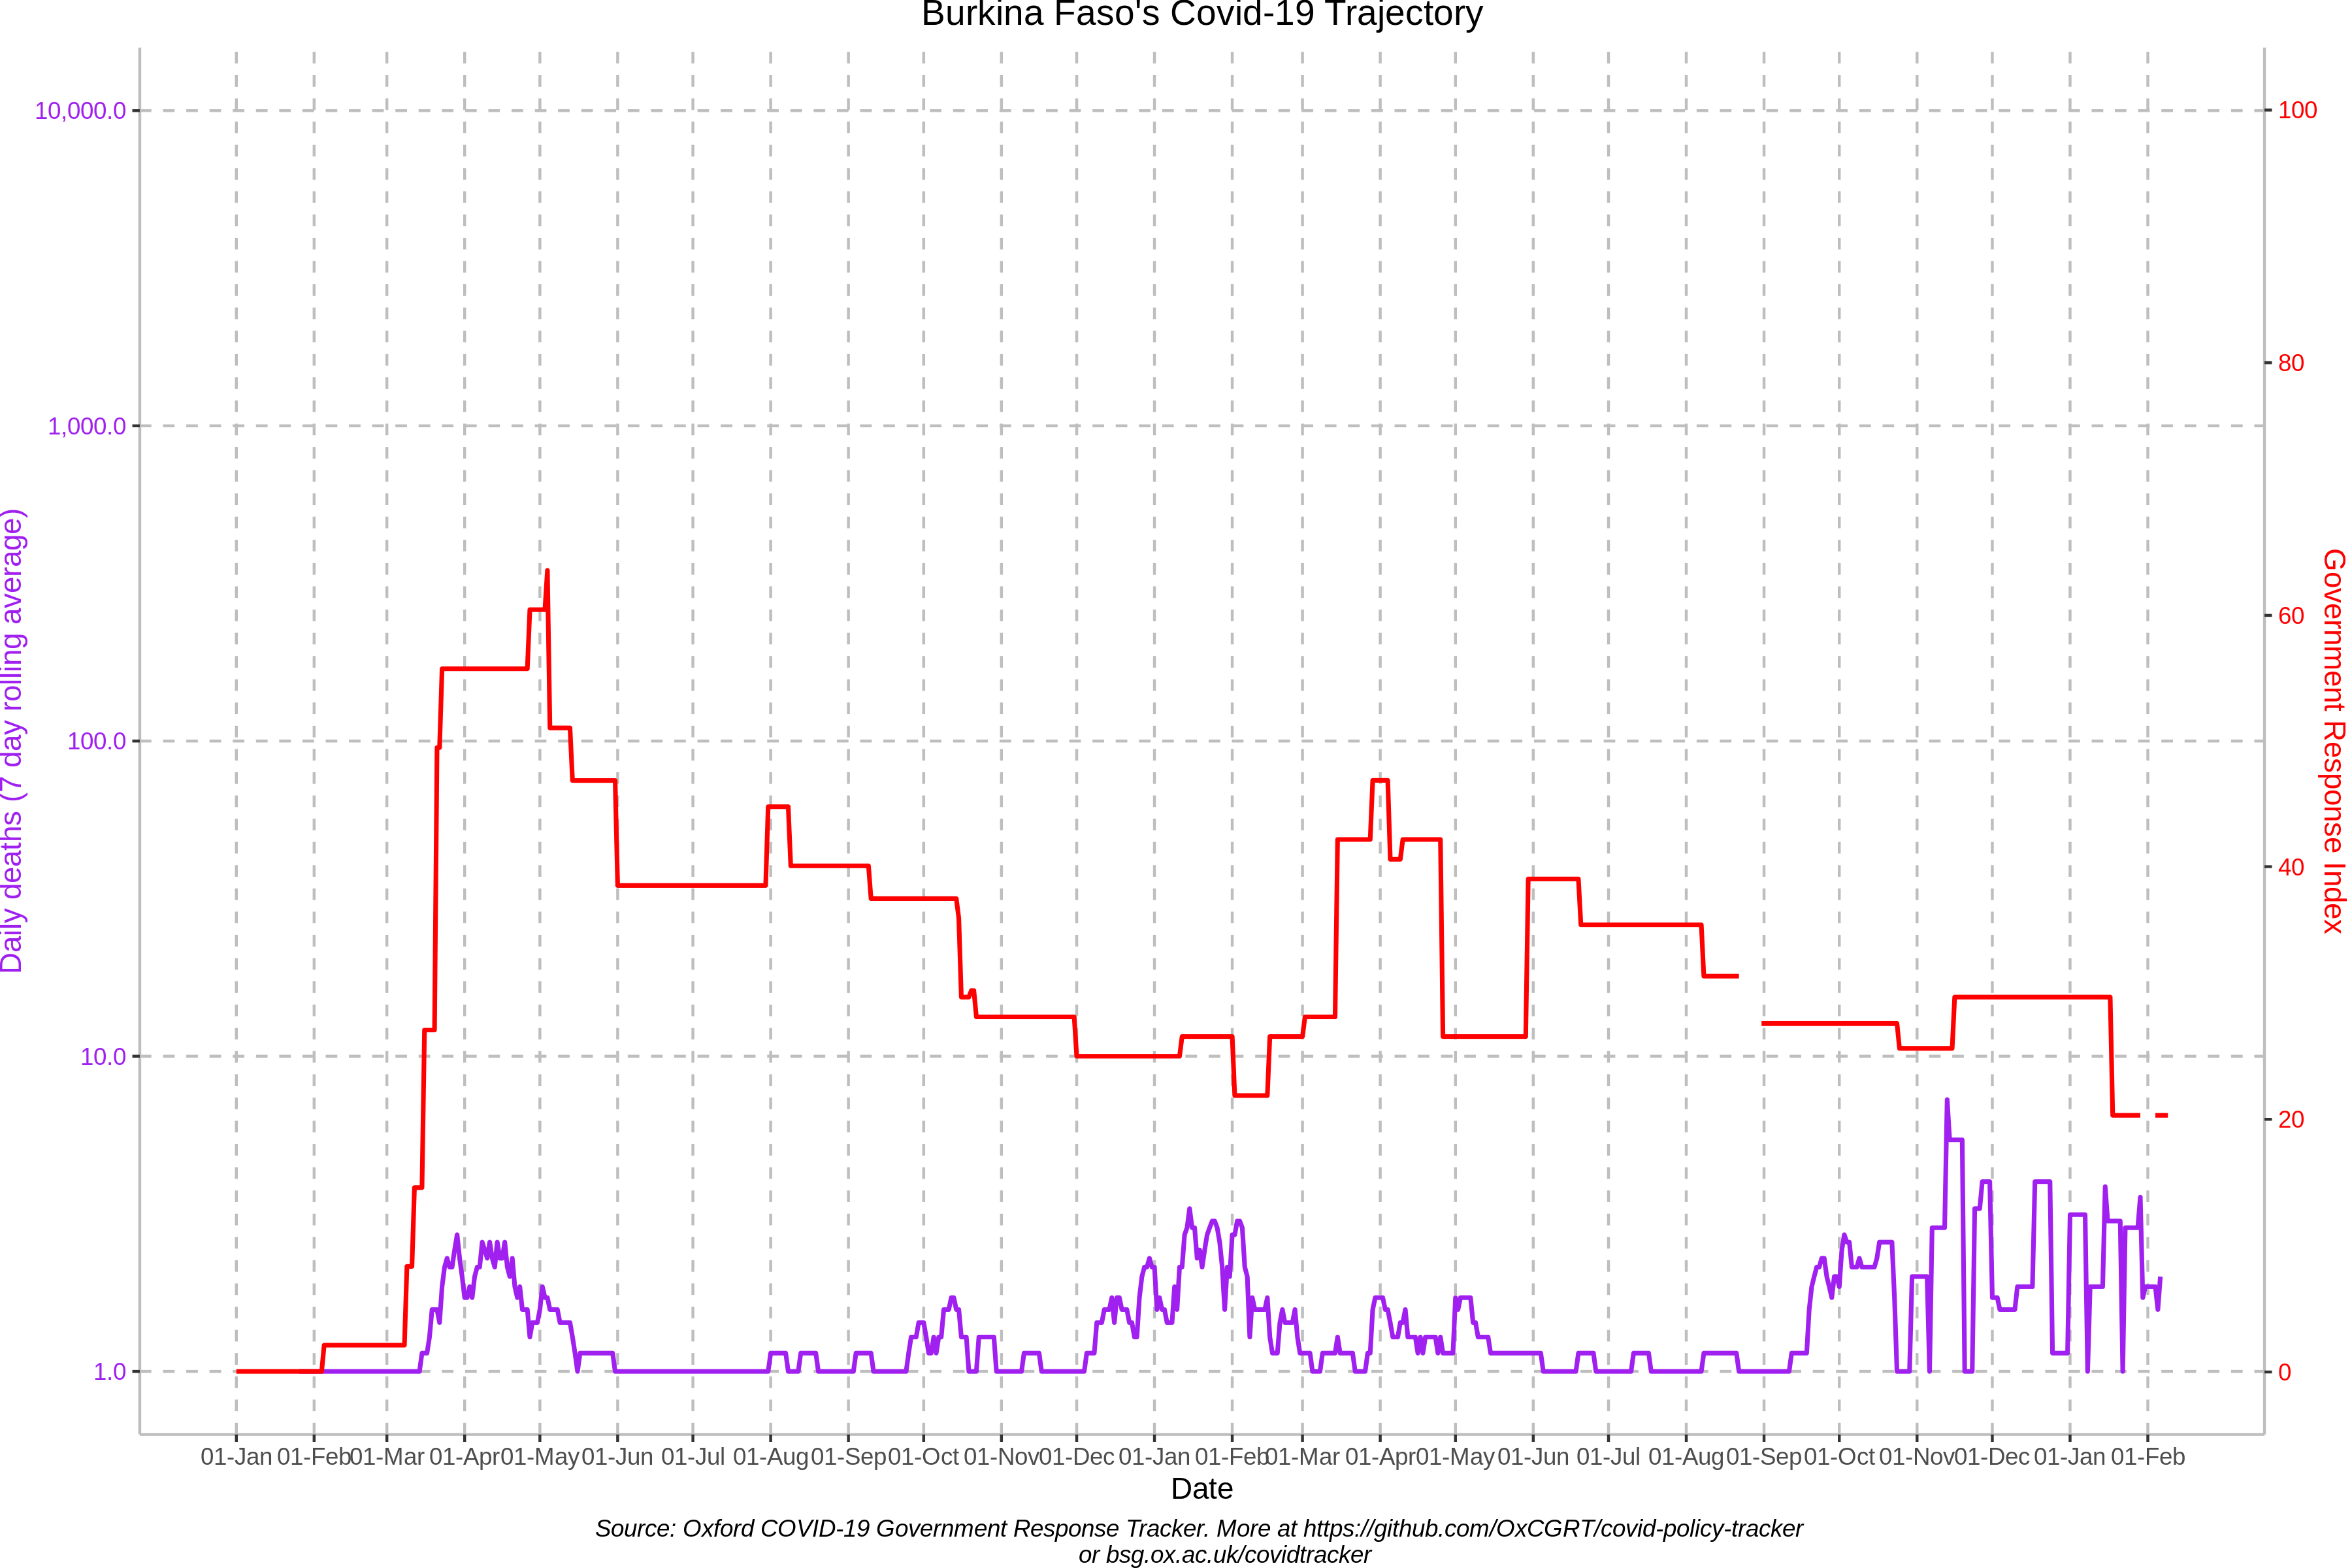 Burkina Faso's Covid-19 Trajectory
10,000.0
1,000.0
100.0
10.0
1.0
Daily deaths (7 day rolling average)
100
80
60
40
20
0
Government Response Index
01-Jan 01-Feb 01-Mar 01-Apr 01-May 01-Jun 01-Jul 01-Aug 01-Sep 01-Oct 01-Nov 01-Dec 01-Jan 01-Feb 01-Mar 01-Apr 01-May 01-Jun 01-Jul 01-Aug 01-Sep 01-Oct 01-Nov 01-Dec 01-Jan 01-Feb
Date
Source: Oxford COVID-19 Government Response Tracker. More at https://github.com/OxCGRT/covid-policy-tracker
or bsg.ox.ac.uk/covidtracker